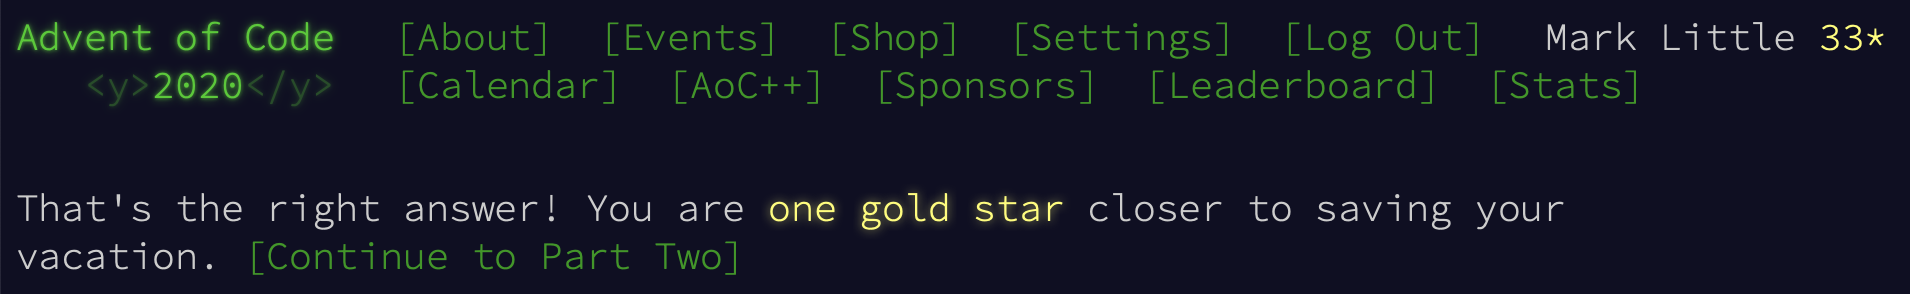 Advent of Code [About] [Events] [Shop] [Settings] [Log Out] Mark Little 33*
<y>2020</y> [Calendar] [AoC++] [Sponsors] [Leaderboard] [Stats]
That's the right answer! You are one gold star closer to saving your
vacation. [Continue to Part Two]